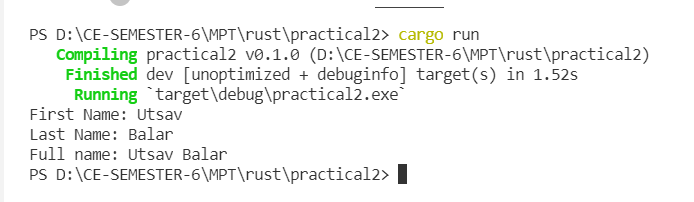 PS D:\CE-SEMESTER-6\MPT\rust\practical2> cargo run
   Compiling practical2 v0.1.0 (D:\CE-SEMESTER-6\MPT\rust\practical2)
    Finished dev [unoptimized + debuginfo] target(s) in 1.52s
     Running `target\debug\practical2.exe`
First Name: Utsav
Last Name: Balar
Full name: Utsav Balar
PS D:\CE-SEMESTER-6\MPT\rust\practical2>